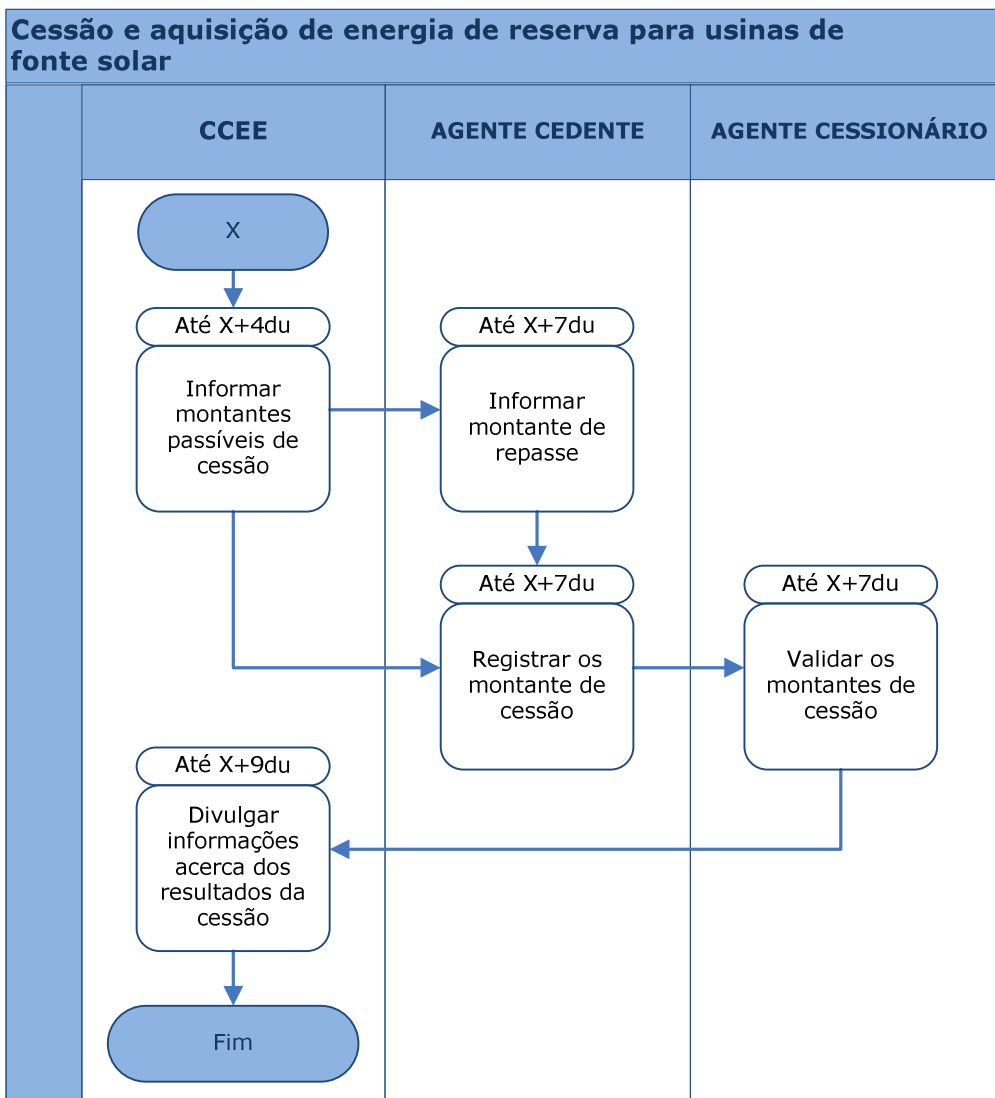 Cessão e aquisição de energia de reserva para usinas de
fonte solar
CCEE
AGENTE CEDENTE
AGENTE CESSIONÁRIO
X
Até X+4du
Informar
montantes
passíveis de
cessão
Até X+7du
Informar
montante de
repasse
Até X+7du
Registrar os
montante de
cessão
Até X+7du
Validar os
montantes de
cessão
Até X+9du
Divulgar
informações
acerca dos
resultados da
cessão
Fim